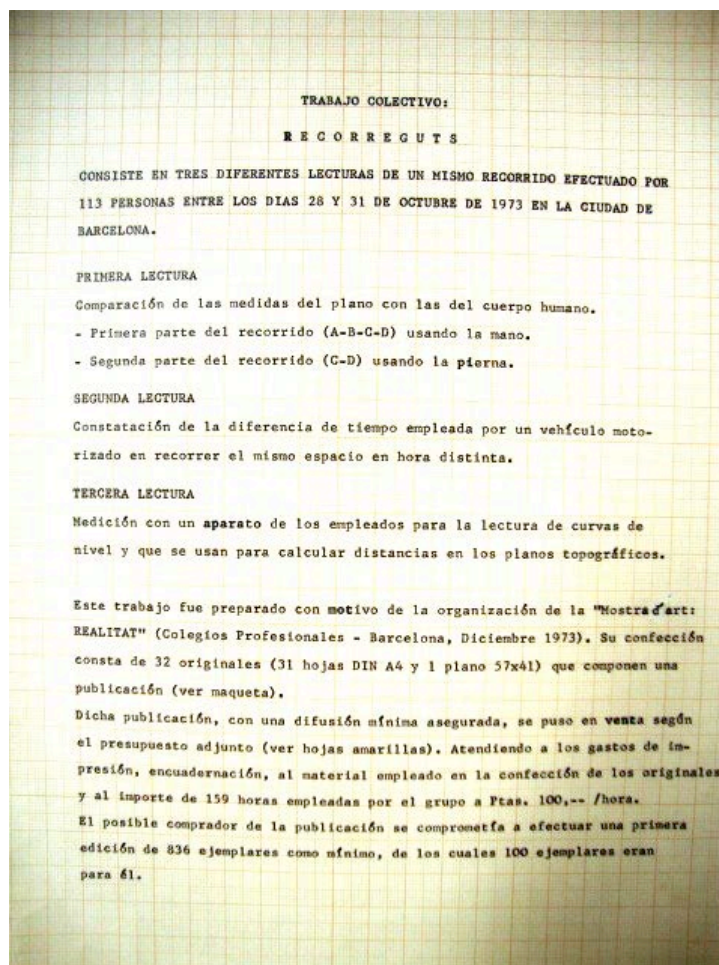 TRABAJO COLECTIVO:
R E C O R R E G U T S
CONSISTE EN TRES DIFERENTES LECTURAS DE UN MISMO RECORRIDO EFECTUADO POR
113 PERSONAS ENTRE LOS DIAS 28 Y 31 DE OCTUBRE DE 1973 EN LA CIUDAD DE
BARCELONA.
PRIMERA LECTURA
Comparación de las medidas del plano con las del cuerpo humano.
- Primera parte del recorrido (A-B-C-D) usando la mano.
- Segunda parte del recorrido (C-D) usando la pierna.
SEGUNDA LECTURA
Constatación de la diferencia de tiempo empleada por un vehículo moto-
rizado en recorrer el mismo espacio en hora distinta.
TERCERA LECTURA
Medición con un aparato de los empleados para la lectura de curvas de
nivel y que se usan para calcular distancias en los planos topográficos.
Este trabajo fue preparado con motivo de la organización de la "Mostra d'art:
REALITAT" (Colegios Profesionales - Barcelona, Diciembre 1973). Su confección
consta de 32 originales (31 hojas DIN A4 y 1 plano 57x41) que componen una
publicación (ver maqueta).
Dicha publicación, con una difusión mínima asegurada, se puso en venta según
el presupuesto adjunto (ver hojas amarillas). Atendiendo a los gastos de im-
presión, encuadernación, al material empleado en la confección de los originales
y al importe de 159 horas empleadas por el grupo a Ptas. 100,-- /hora.
El posible comprador de la publicación se comprometía a efectuar una primera
edición de 836 ejemplares como mínimo, de los cuales 100 ejemplares eran
para él.